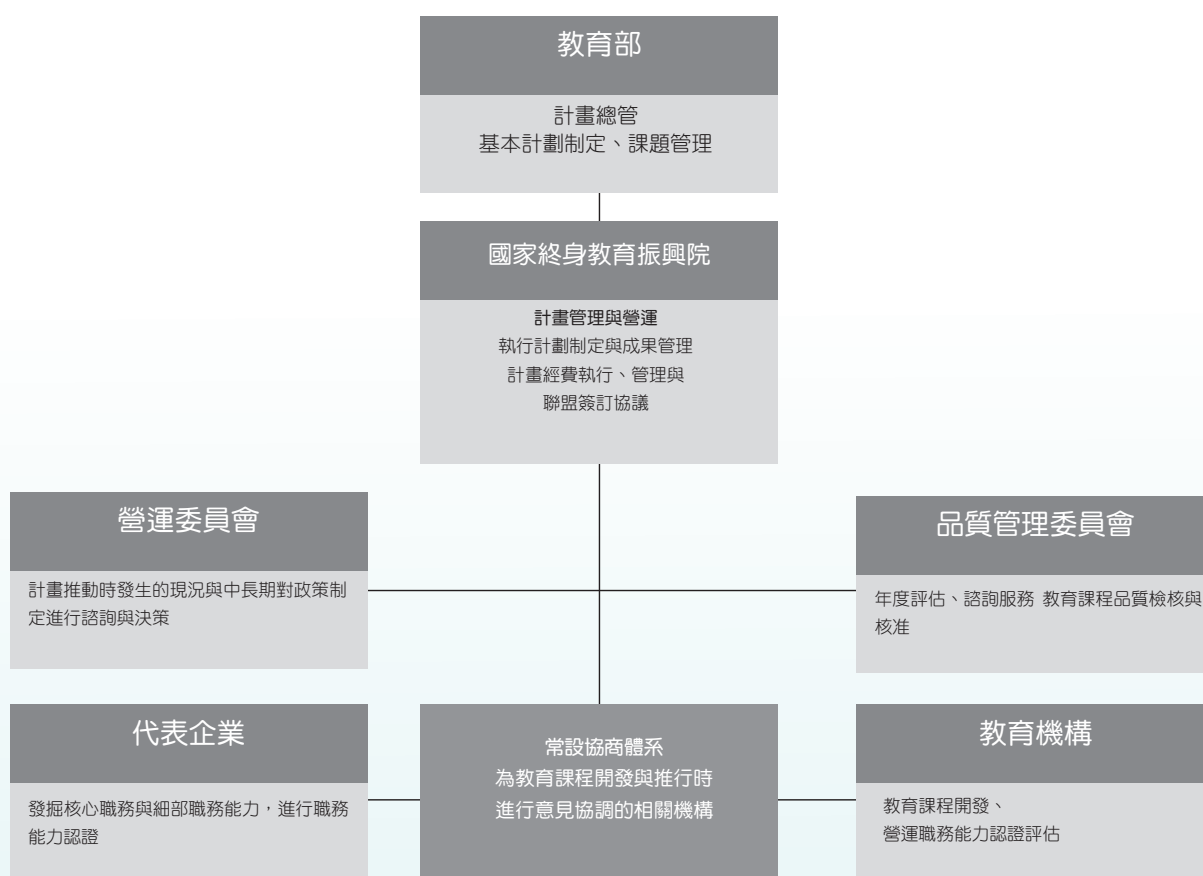 教育部
計畫總管
基本計劃制定、課題管理
國家終身教育振興院
計畫管理與營運
執行計劃制定與成果管理
計畫經費執行、管理與
聯盟簽訂協議
營運委員會
計畫推動時發生的現況與中長期對政策制
定進行諮詢與決策
品質管理委員會
年度評估、諮詢服務 教育課程品質檢核與
核准
代表企業
發掘核心職務與細部職務能力，進行職務
能力認證
常設協商體系
為教育課程開發與推行時
進行意見協調的相關機構
教育機構
教育課程開發、
營運職務能力認證評估